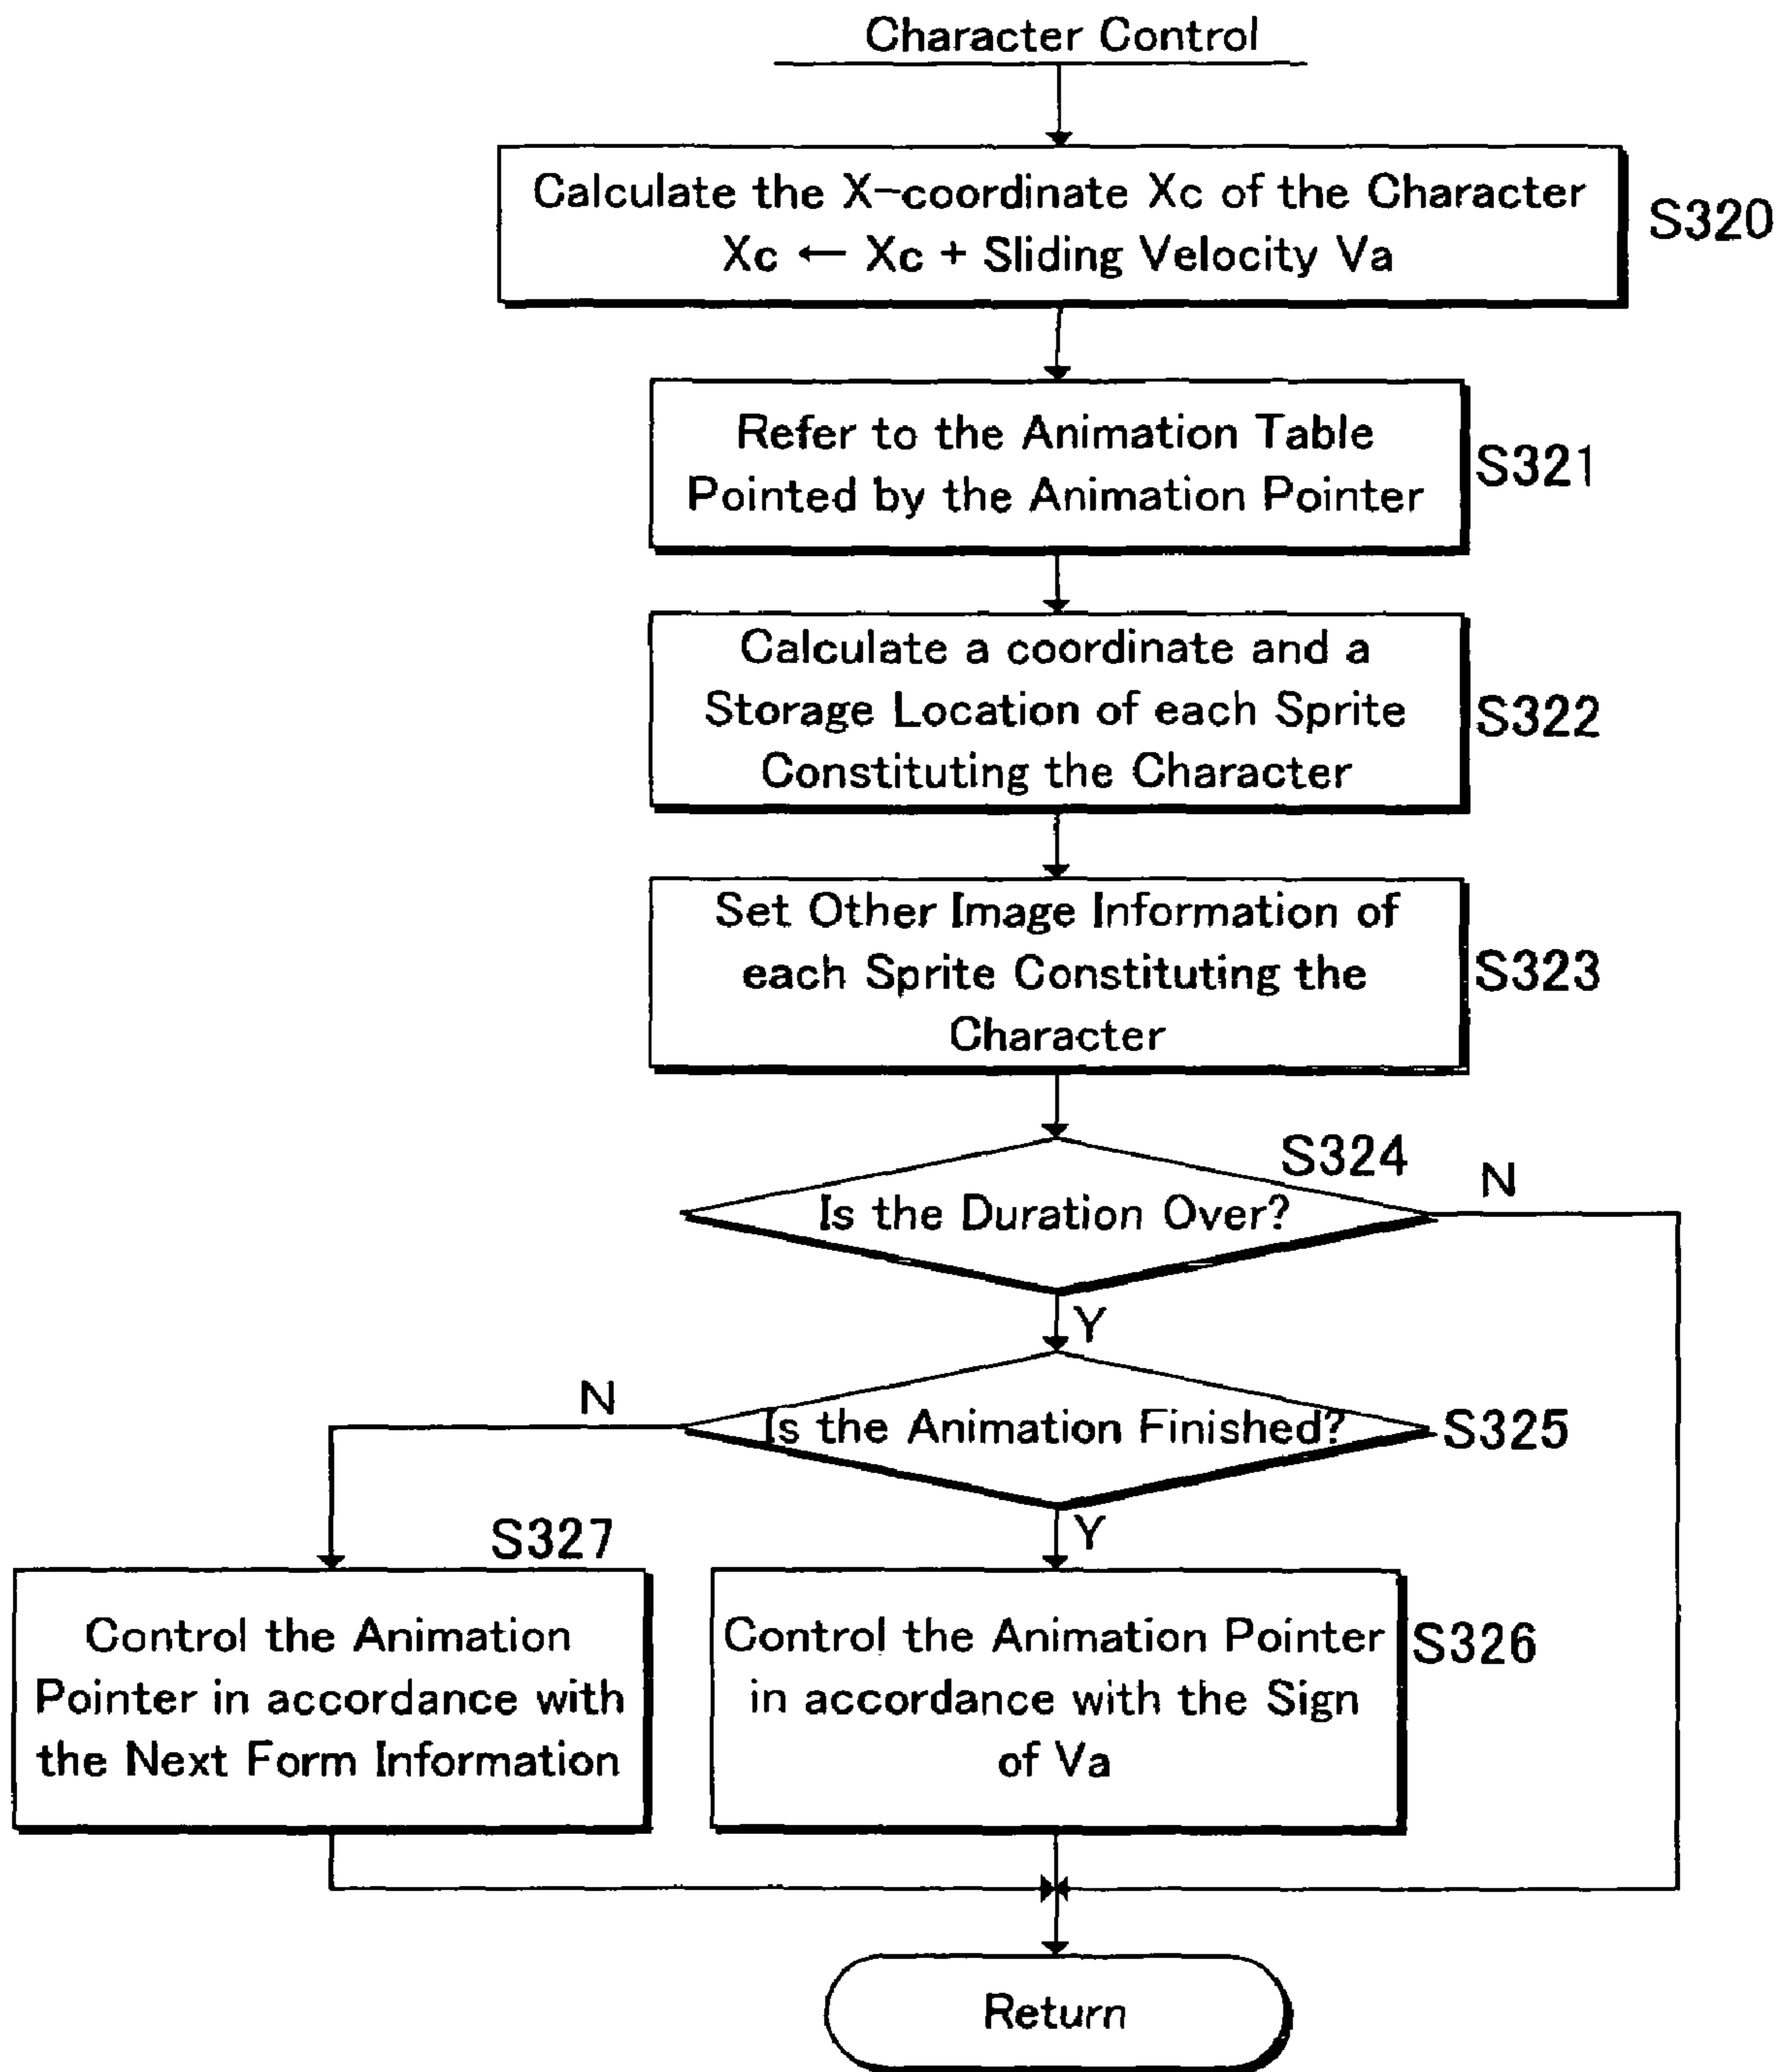 Character Control
Calculate the X-coordinate Xc of the Character
Xc ← Xc + Sliding Velocity Va
S320
Refer to the Animation Table
Pointed by the Animation Pointer
S321
Calculate a coordinate and a
Storage Location of each Sprite
Constituting the Character
S322
Set Other Image Information of
each Sprite Constituting the
Character
S323
S324
N
Is the Duration Over?
Y
N
Is the Animation Finished?
S325
Y
S327
Control the Animation
Pointer in accordance with
the Next Form Information
Control the Animation Pointer
in accordance with the Sign
of Va
S326
Return